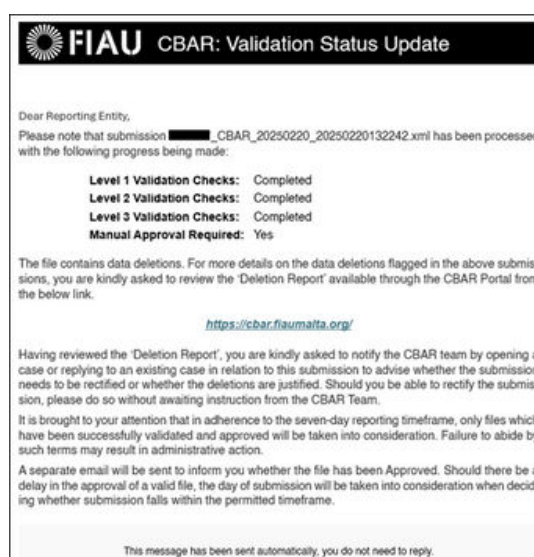 FIAU CBAR: Validation Status Update
Dear Reporting Entity,
Please note that submission _CBAR_20250220_20250220132242.xml has been processed
with the following progress being made:
Level 1 Validation Checks: Completed
Level 2 Validation Checks: Completed
Level 3 Validation Checks: Completed
Manual Approval Required: Yes
The file contains data deletions. For more details on the data deletions flagged in the above submis-
sions, you are kindly asked to review the 'Deletion Report' available through the CBAR Portal from
the below link.
https://cbar.fiaumalta.org/
Having reviewed the 'Deletion Report', you are kindly asked to notify the CBAR team by opening a
case or replying to an existing case in relation to this submission to advise whether the submission
needs to be rectified or whether the deletions are justified. Should you be able to rectify the submis-
sion, please do so without awaiting instruction from the CBAR Team.
It is brought to your attention that in adherence to the seven-day reporting timeframe, only files which
have been successfully validated and approved will be taken into consideration. Failure to abide by
such terms may result in administrative action.
A separate email will be sent to inform you whether the file has been Approved. Should there be a
delay in the approval of a valid file, the day of submission will be taken into consideration when decid-
ing whether submission falls within the permitted timeframe.
This message has been sent automatically, you do not need to reply.